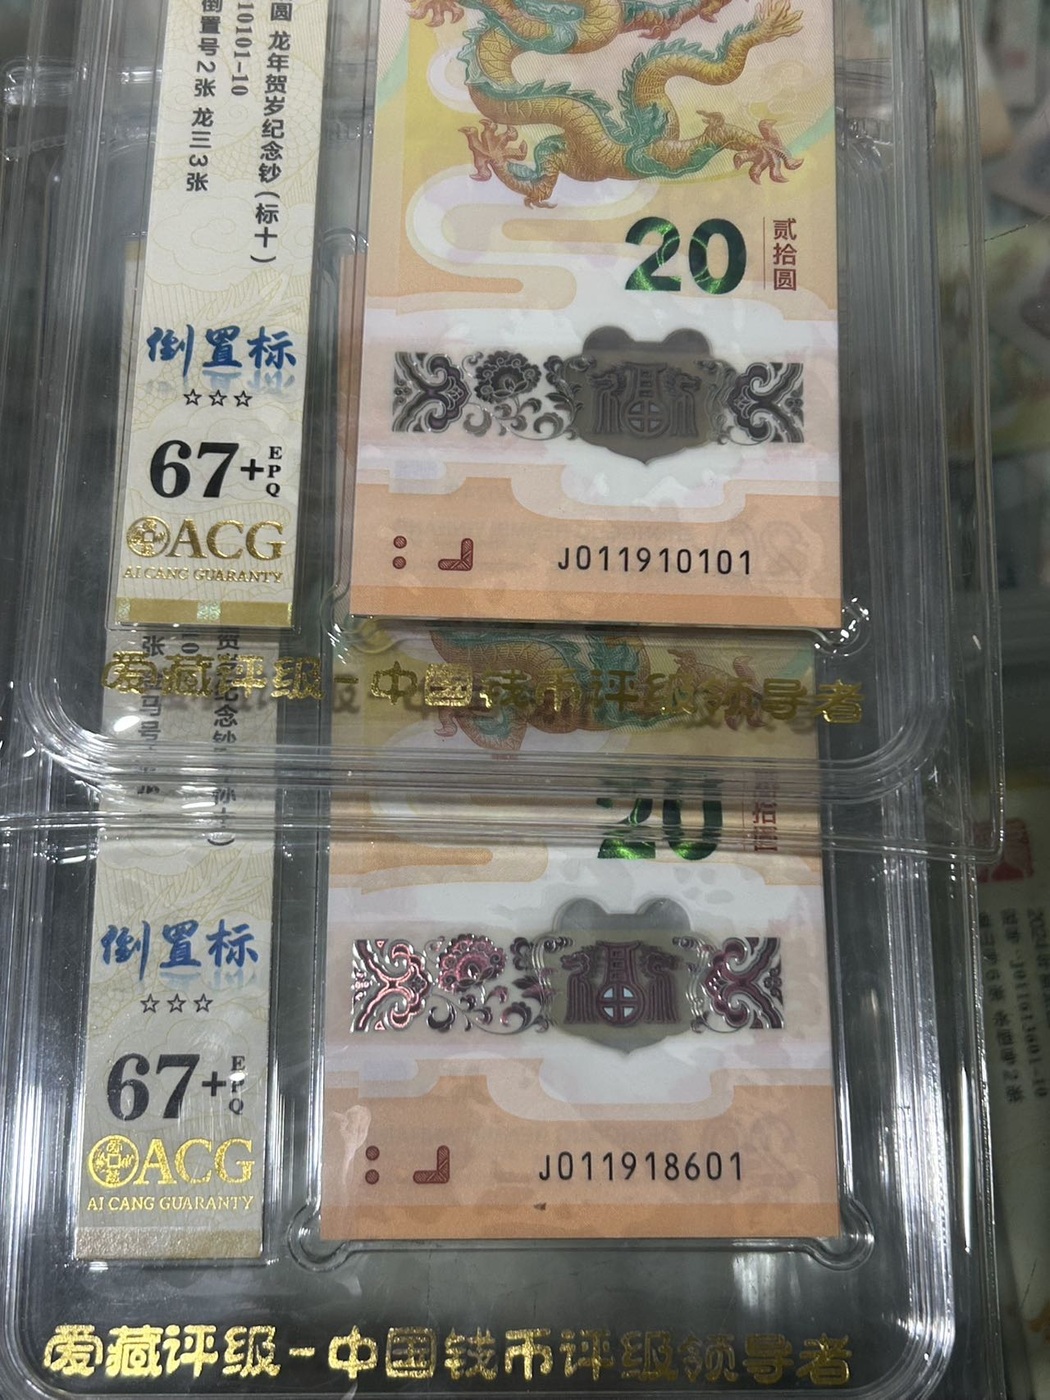 圆 龙年贺岁纪念钞(标十)
10101-10
倒置号2张 龙三3张
倒置标
☆☆☆
67+EPQ
ACG
AI CANG GUARANTY
20
贰拾圆
J011910101
爱藏评级-中国钱币评级领导者
20
倒置标
☆☆☆
67+EPQ
ACG
AI CANG GUARANTY
J011918601
爱藏评级-中国钱币评级领导者